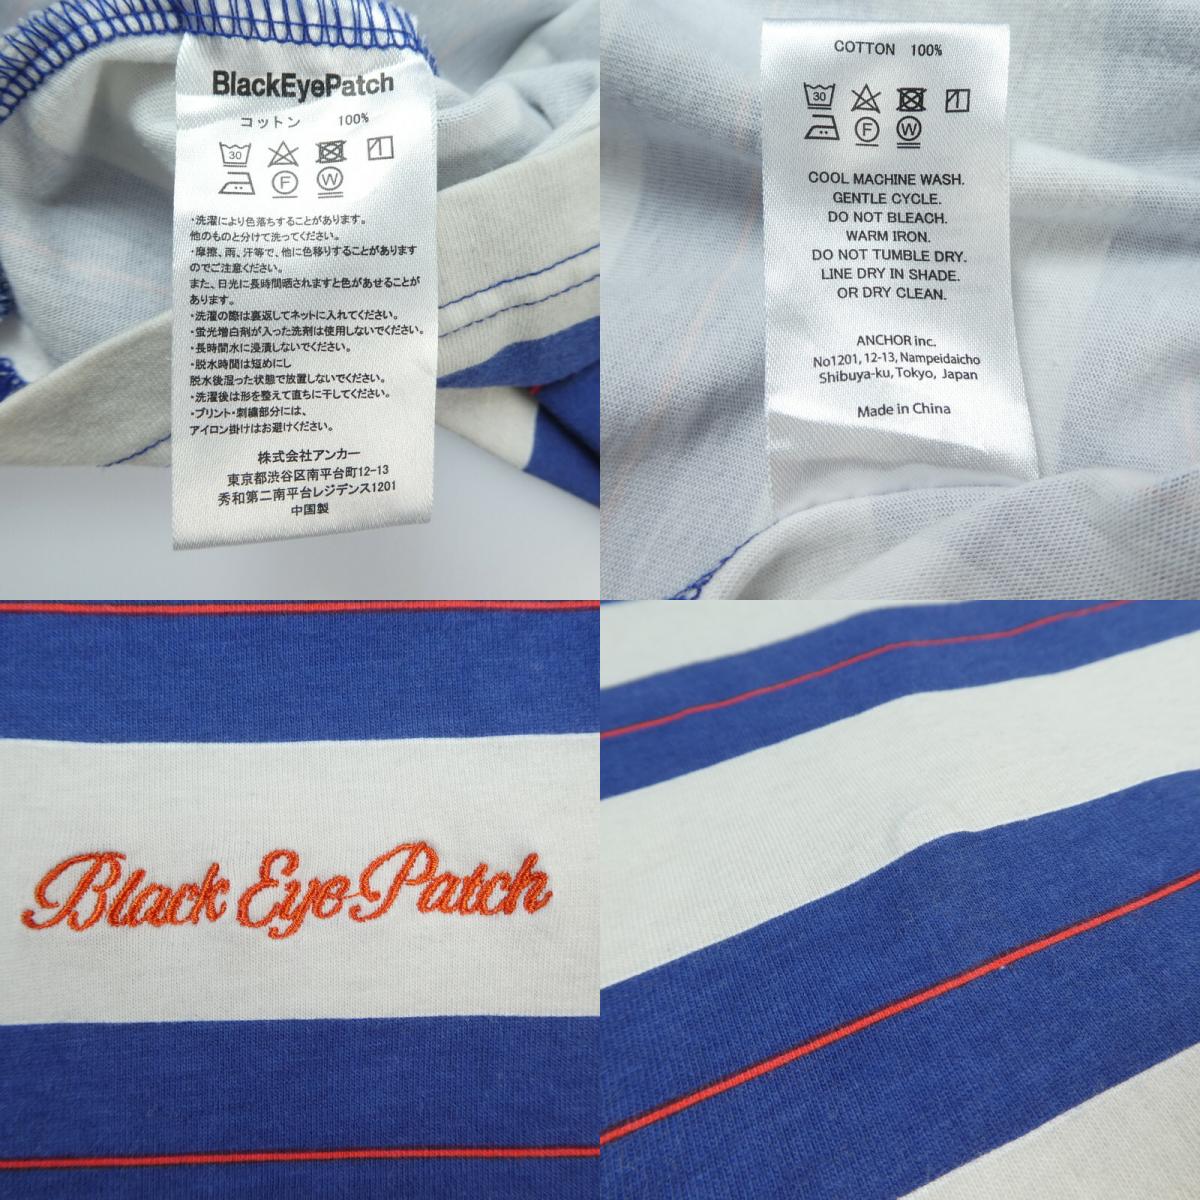 BlackEyePatch
コットン 100%
30
F W
・洗濯により色落ちすることがあります。
他のものと分けて洗ってください。
・摩擦、雨、汗等で、他に色移りすることがあります
のでご注意ください。
また、日光に長時間晒されますと色があせることが
あります。
・洗濯の際は裏返してネットに入れてください。
・蛍光増白剤が入った洗剤は使用しないでください。
・長時間水に浸漬しないでください。
・脱水時間は短めにし
脱水後湿った状態で放置しないでください。
・洗濯後は形を整えて直ちに干してください。
・プリント・刺繍部分には、
アイロン掛けはお避けください。
株式会社アンカー
東京都渋谷区南平台町12-13
秀和第二南平台レジデンス1201
中国製
COTTON 100%
30
F W
COOL MACHINE WASH.
GENTLE CYCLE.
DO NOT BLEACH.
WARM IRON.
DO NOT TUMBLE DRY.
LINE DRY IN SHADE.
OR DRY CLEAN.
ANCHOR inc.
No1201, 12-13, Nampeidaicho
Shibuya-ku, Tokyo, Japan
Made in China
Black Eye Patch